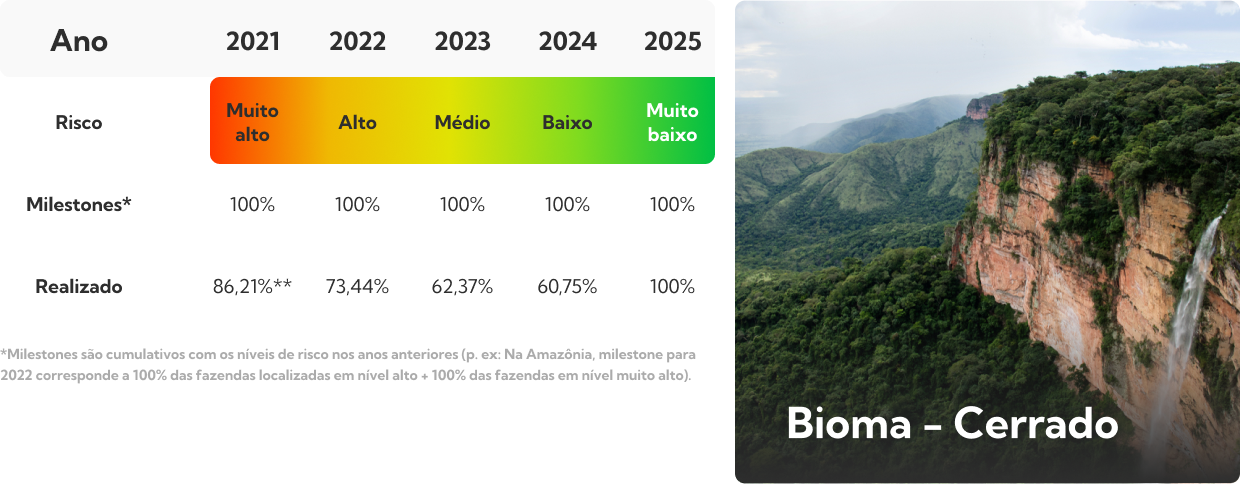 Ano 2021 2022 2023 2024 2025
Risco Muito alto Alto Médio Baixo Muito baixo
Milestones* 100% 100% 100% 100% 100%
Realizado 86,21%** 73,44% 62,37% 60,75% 100%
*Milestones são cumulativos com os níveis de risco nos anos anteriores (p. ex: Na Amazônia, milestone para
2022 corresponde a 100% das fazendas localizadas em nível alto + 100% das fazendas em nível muito alto).
Bioma - Cerrado